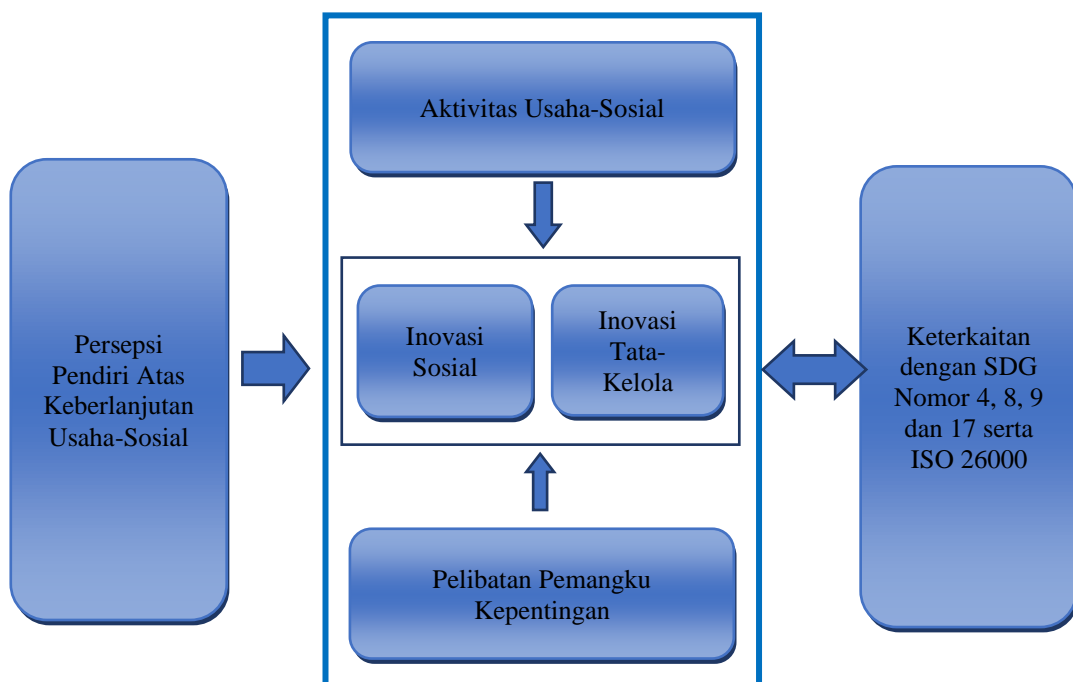 Persepsi
Pendiri Atas
Keberlanjutan
Usaha-Sosial
Aktivitas Usaha-Sosial
Inovasi
Sosial
Inovasi
Tata-
Kelola
Pelibatan Pemangku
Kepentingan
Keterkaitan
dengan SDG
Nomor 4, 8, 9
dan 17 serta
ISO 26000